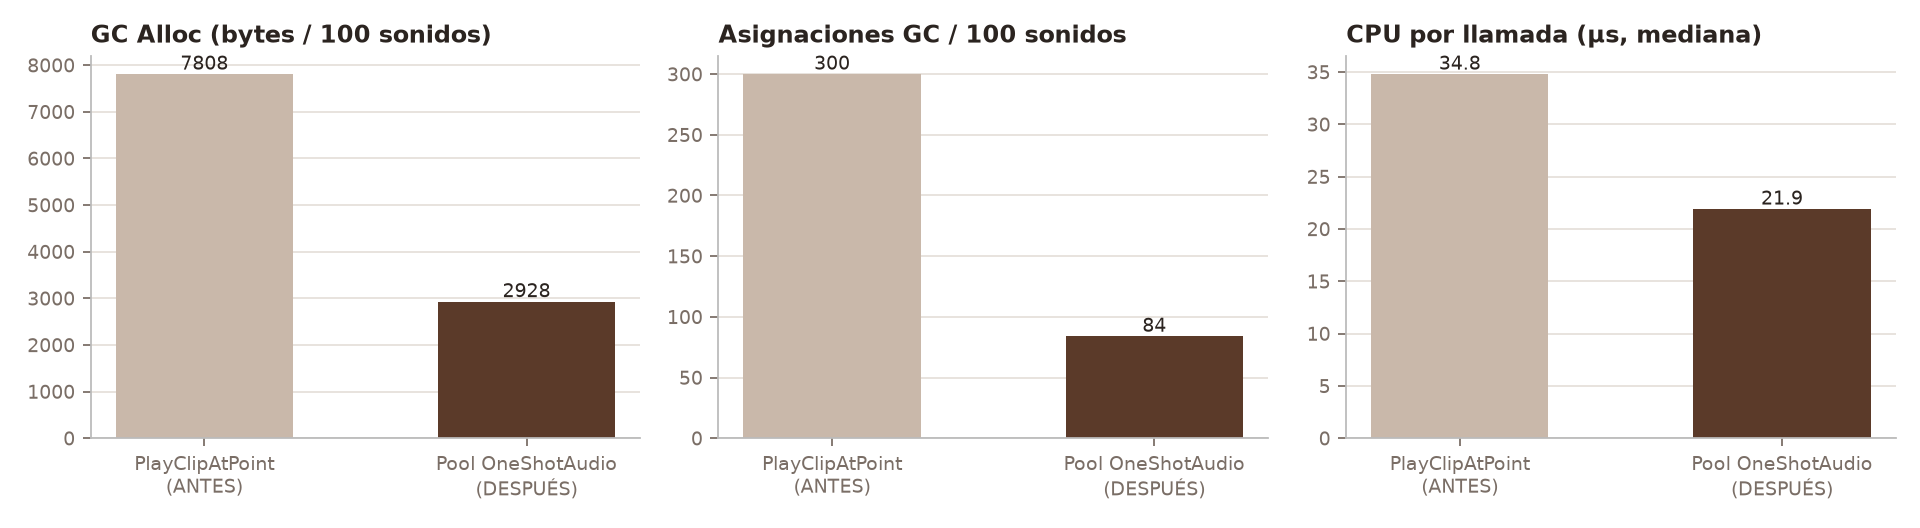 GC Alloc (bytes / 100 sonidos)
8000
7000
6000
5000
4000
3000
2000
1000
0
7808
2928
PlayClipAtPoint
(ANTES)
Pool OneShotAudio
(DESPUÉS)
Asignaciones GC / 100 sonidos
300
250
200
150
100
50
0
300
84
PlayClipAtPoint
(ANTES)
Pool OneShotAudio
(DESPUÉS)
CPU por llamada (µs, mediana)
35
30
25
20
15
10
5
0
34.8
21.9
PlayClipAtPoint
(ANTES)
Pool OneShotAudio
(DESPUÉS)